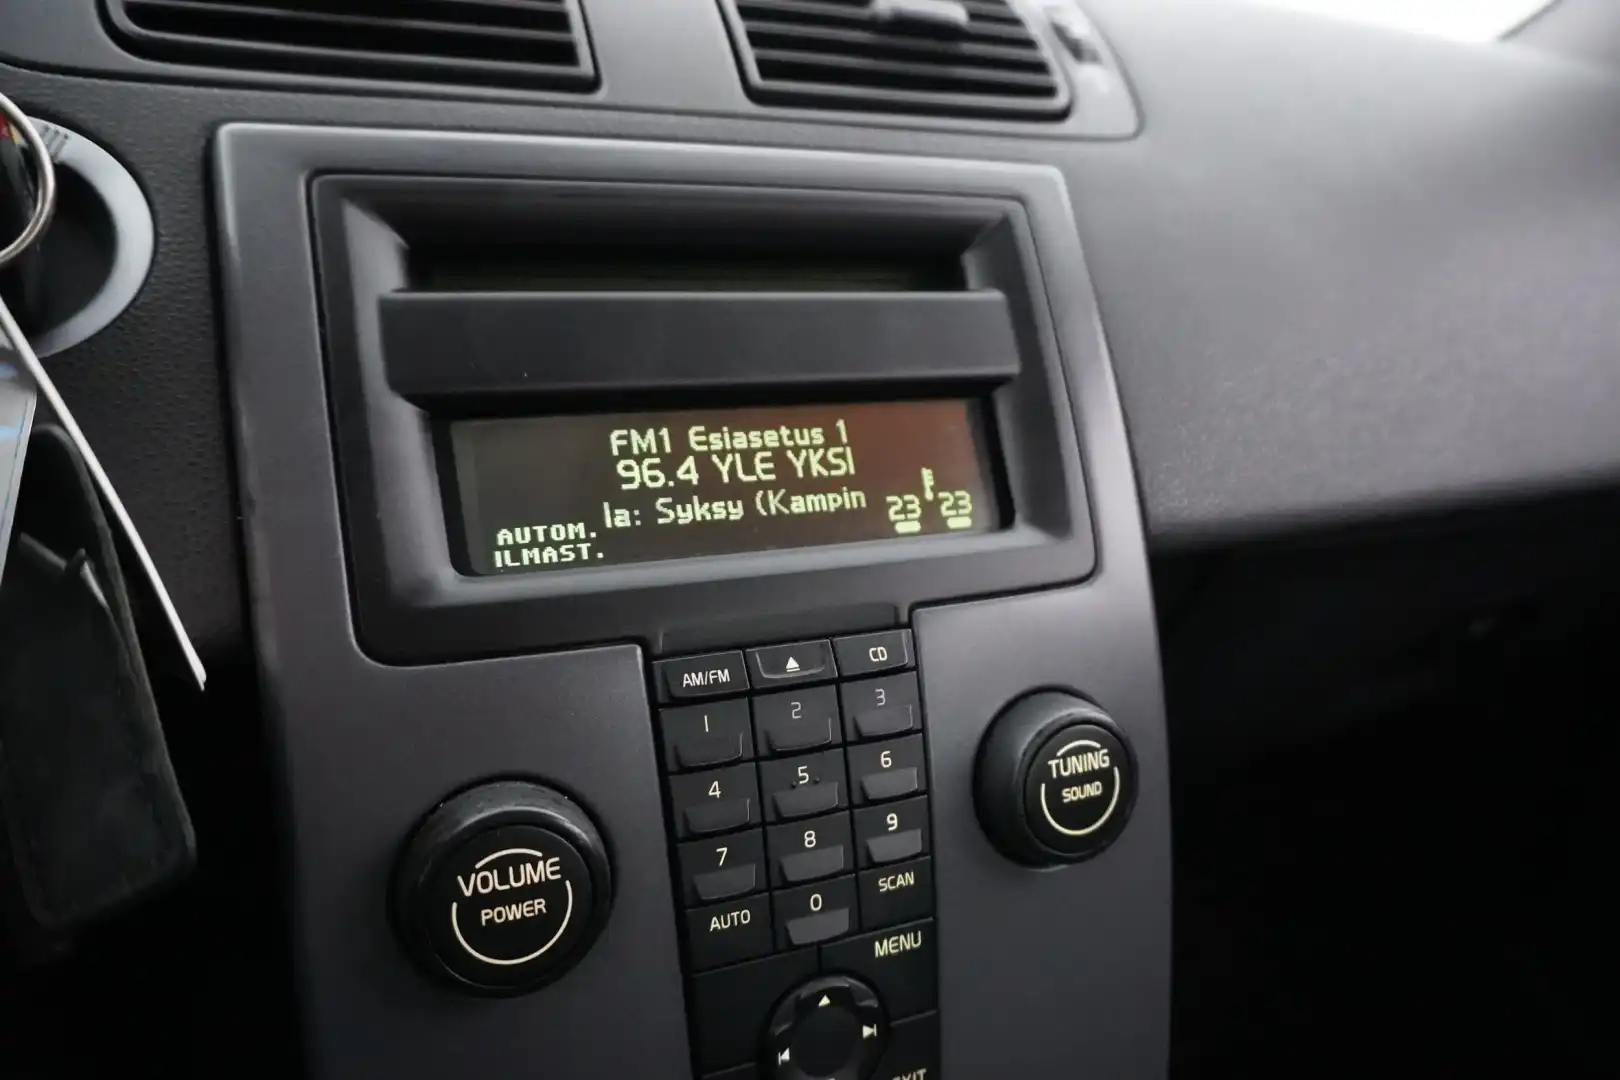 FM1 Esiasetus 1
96.4 YLE YKSI
la: Syksy (Kampin
23 23
AUTOM.
ILMAST.
AM/FM
CD
1 2 3
4 5 6
7 8 9
AUTO 0 SCAN
MENU
EXIT
VOLUME
POWER
TUNING
SOUND